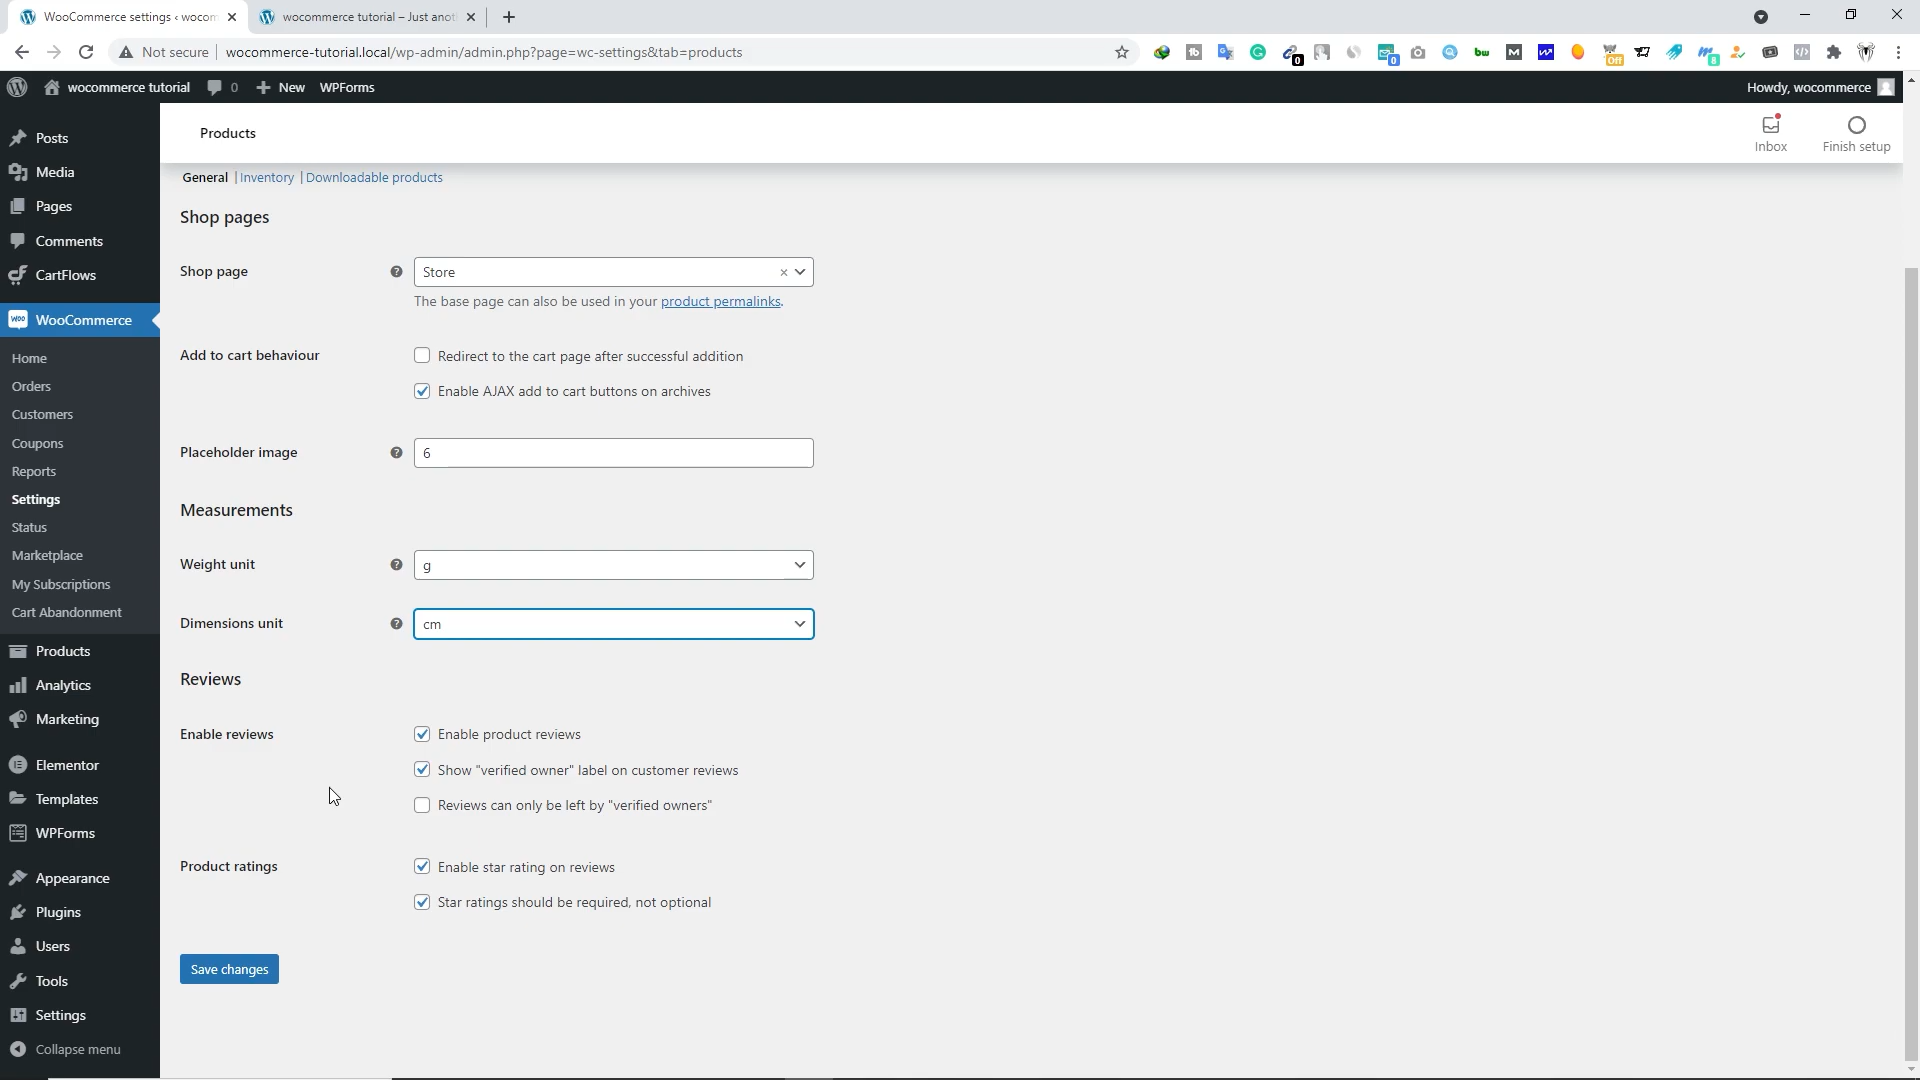 WooCommerce settings ‹ wocom
wocommerce tutorial – Just anot
Not secure
wocommerce-tutorial.local/wp-admin/admin.php?page=wc-settings&tab=products
wocommerce tutorial
0
New
WPForms
Howdy, wocommerce
Posts
Media
Pages
Comments
CartFlows
WooCommerce
Home
Orders
Customers
Coupons
Reports
Settings
Status
Marketplace
My Subscriptions
Cart Abandonment
Products
Analytics
Marketing
Elementor
Templates
WPForms
Appearance
Plugins
Users
Tools
Settings
Collapse menu
Products
Inbox
Finish setup
General | Inventory | Downloadable products
Shop pages
Shop page
Store
The base page can also be used in your product permalinks.
Add to cart behaviour
Redirect to the cart page after successful addition
Enable AJAX add to cart buttons on archives
Placeholder image
6
Measurements
Weight unit
g
Dimensions unit
cm
Reviews
Enable reviews
Enable product reviews
Show "verified owner" label on customer reviews
Reviews can only be left by "verified owners"
Product ratings
Enable star rating on reviews
Star ratings should be required, not optional
Save changes